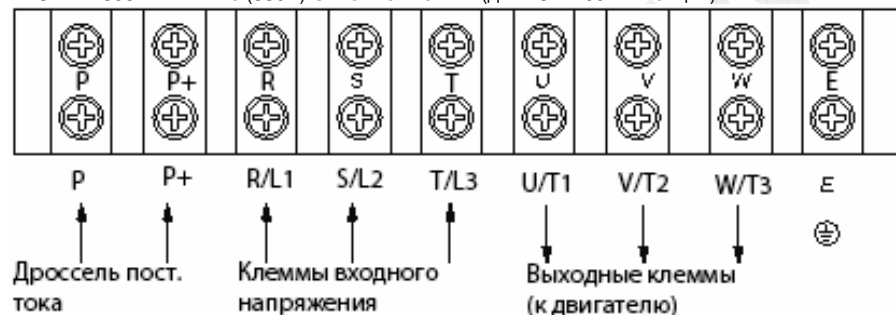 P P+ R S T U V W E
P P+ R/L1 S/L2 T/L3 U/T1 V/T2 W/T3 E
Дроссель пост. Клеммы входного Выходные клеммы
тока напряжения (к двигателю)